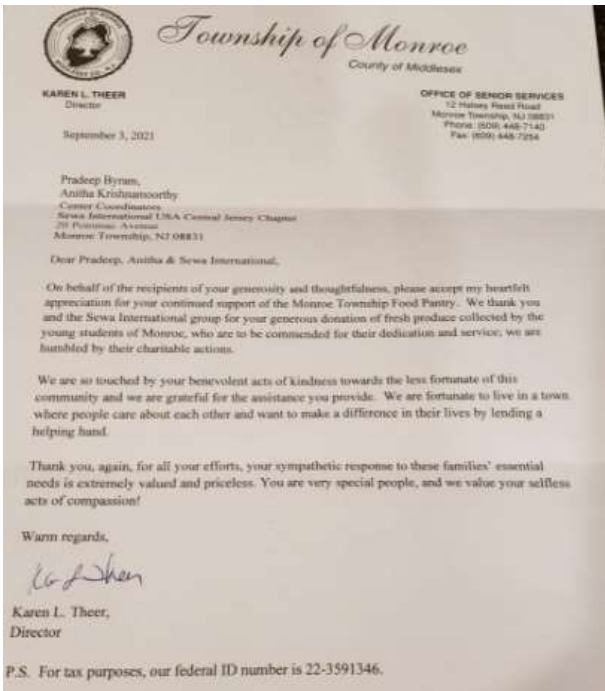 Township of Monroe
County of Middlesex
KAREN L. THEER
Director
OFFICE OF SENIOR SERVICES
12 Halsey Reed Road
Monroe Township, NJ 08831
Phone: (609) 448-7140
Fax: (609) 448-7254
September 3, 2021
Pradeep Byram,
Anitha Krishnamoorthy
Center Coordinators
Sewa International USA Central Jersey Chapter
Avenue
Monroe Township, NJ 08831
Dear Pradeep, Anitha & Sewa International,
On behalf of the recipients of your generosity and thoughtfulness, please accept my heartfelt
appreciation for your continued support of the Monroe Township Food Pantry. We thank you
and the Sewa International group for your generous donation of fresh produce collected by the
young students of Monroe, who are to be commended for their dedication and service; we are
humbled by their charitable actions.
We are so touched by your benevolent acts of kindness towards the less fortunate of this
community and we are grateful for the assistance you provide. We are fortunate to live in a town
where people care about each other and want to make a difference in their lives by lending a
helping hand.
Thank you, again, for all your efforts, your sympathetic response to these families' essential
needs is extremely valued and priceless. You are very special people, and we value your selfless
acts of compassion!
Warm regards,
Karen L. Theer,
Director
P.S. For tax purposes, our federal ID number is 22-3591346.